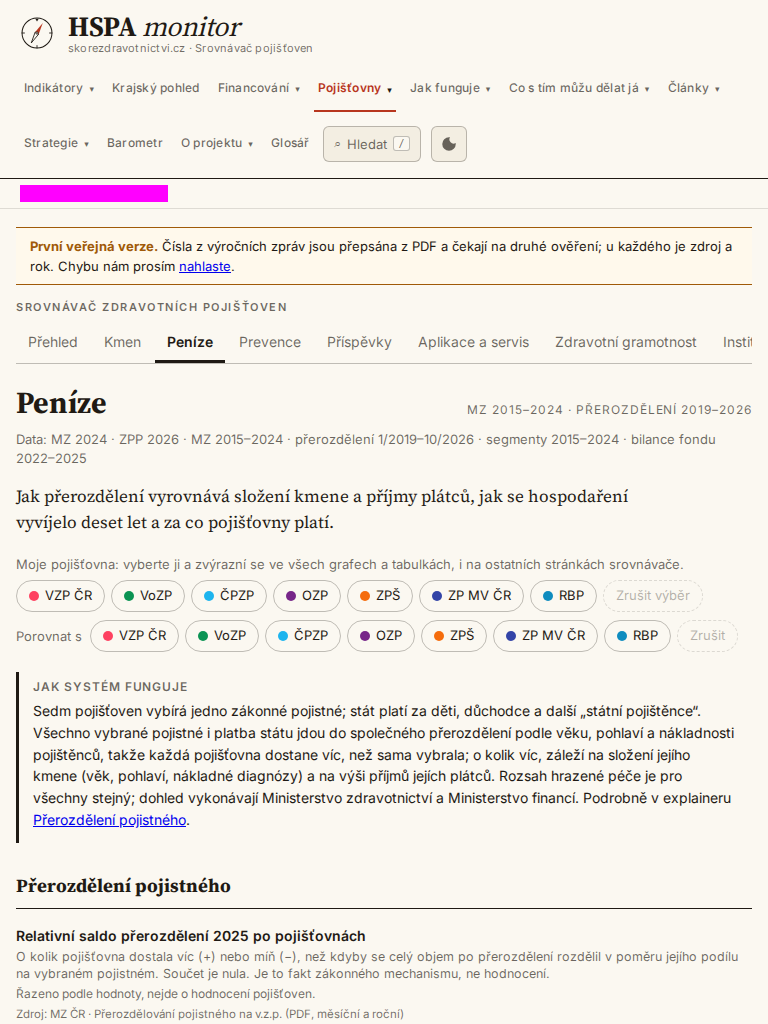 HSPA monitor
skorezdravotnictvi.cz · Srovnávač pojišťoven
Indikátory ▾ Krajský pohled Financování ▾ Pojišťovny ▾ Jak funguje ▾ Co s tím můžu dělat já ▾ Články ▾
Strategie ▾ Barometr O projektu ▾ Glosář Hledat /
První veřejná verze. Čísla z výročních zpráv jsou přepsána z PDF a čekají na druhé ověření; u každého je zdroj a
rok. Chybu nám prosím nahlaste.
SROVNÁVAČ ZDRAVOTNÍCH POJIŠŤOVEN
Přehled Kmen Peníze Prevence Příspěvky Aplikace a servis Zdravotní gramotnost Instit
Peníze
MZ 2015–2024 · PŘEROZDĚLENÍ 2019–2026
Data: MZ 2024 · ZPP 2026 · MZ 2015–2024 · přerozdělení 1/2019–10/2026 · segmenty 2015–2024 · bilance fondu
2022–2025
Jak přerozdělení vyrovnává složení kmene a příjmy plátců, jak se hospodaření
vyvíjelo deset let a za co pojišťovny platí.
Moje pojišťovna: vyberte ji a zvýrazní se ve všech grafech a tabulkách, i na ostatních stránkách srovnávače.
VZP ČR VoZP ČPZP OZP ZPŠ ZP MV ČR RBP Zrušit výběr
Porovnat s VZP ČR VoZP ČPZP OZP ZPŠ ZP MV ČR RBP Zrušit
JAK SYSTÉM FUNGUJE
Sedm pojišťoven vybírá jedno zákonné pojistné; stát platí za děti, důchodce a další „státní pojištěnce“.
Všechno vybrané pojistné i platba státu jdou do společného přerozdělení podle věku, pohlaví a nákladnosti
pojištěnců, takže každá pojišťovna dostane víc, než sama vybrala; o kolik víc, záleží na složení jejího
kmene (věk, pohlaví, nákladné diagnózy) a na výši příjmů jejích plátců. Rozsah hrazené péče je pro
všechny stejný; dohled vykonávají Ministerstvo zdravotnictví a Ministerstvo financí. Podrobně v explaineru
Přerozdělení pojistného.
Přerozdělení pojistného
Relativní saldo přerozdělení 2025 po pojišťovnách
O kolik pojišťovna dostala víc (+) nebo míň (−), než kdyby se celý objem po přerozdělení rozdělil v poměru jejího podílu
na vybraném pojistném. Součet je nula. Je to fakt zákonného mechanismu, ne hodnocení.
Řazeno podle hodnoty, nejde o hodnocení pojišťoven.
Zdroj: MZ ČR · Přerozdělování pojistného na v.z.p. (PDF, měsíční a roční)